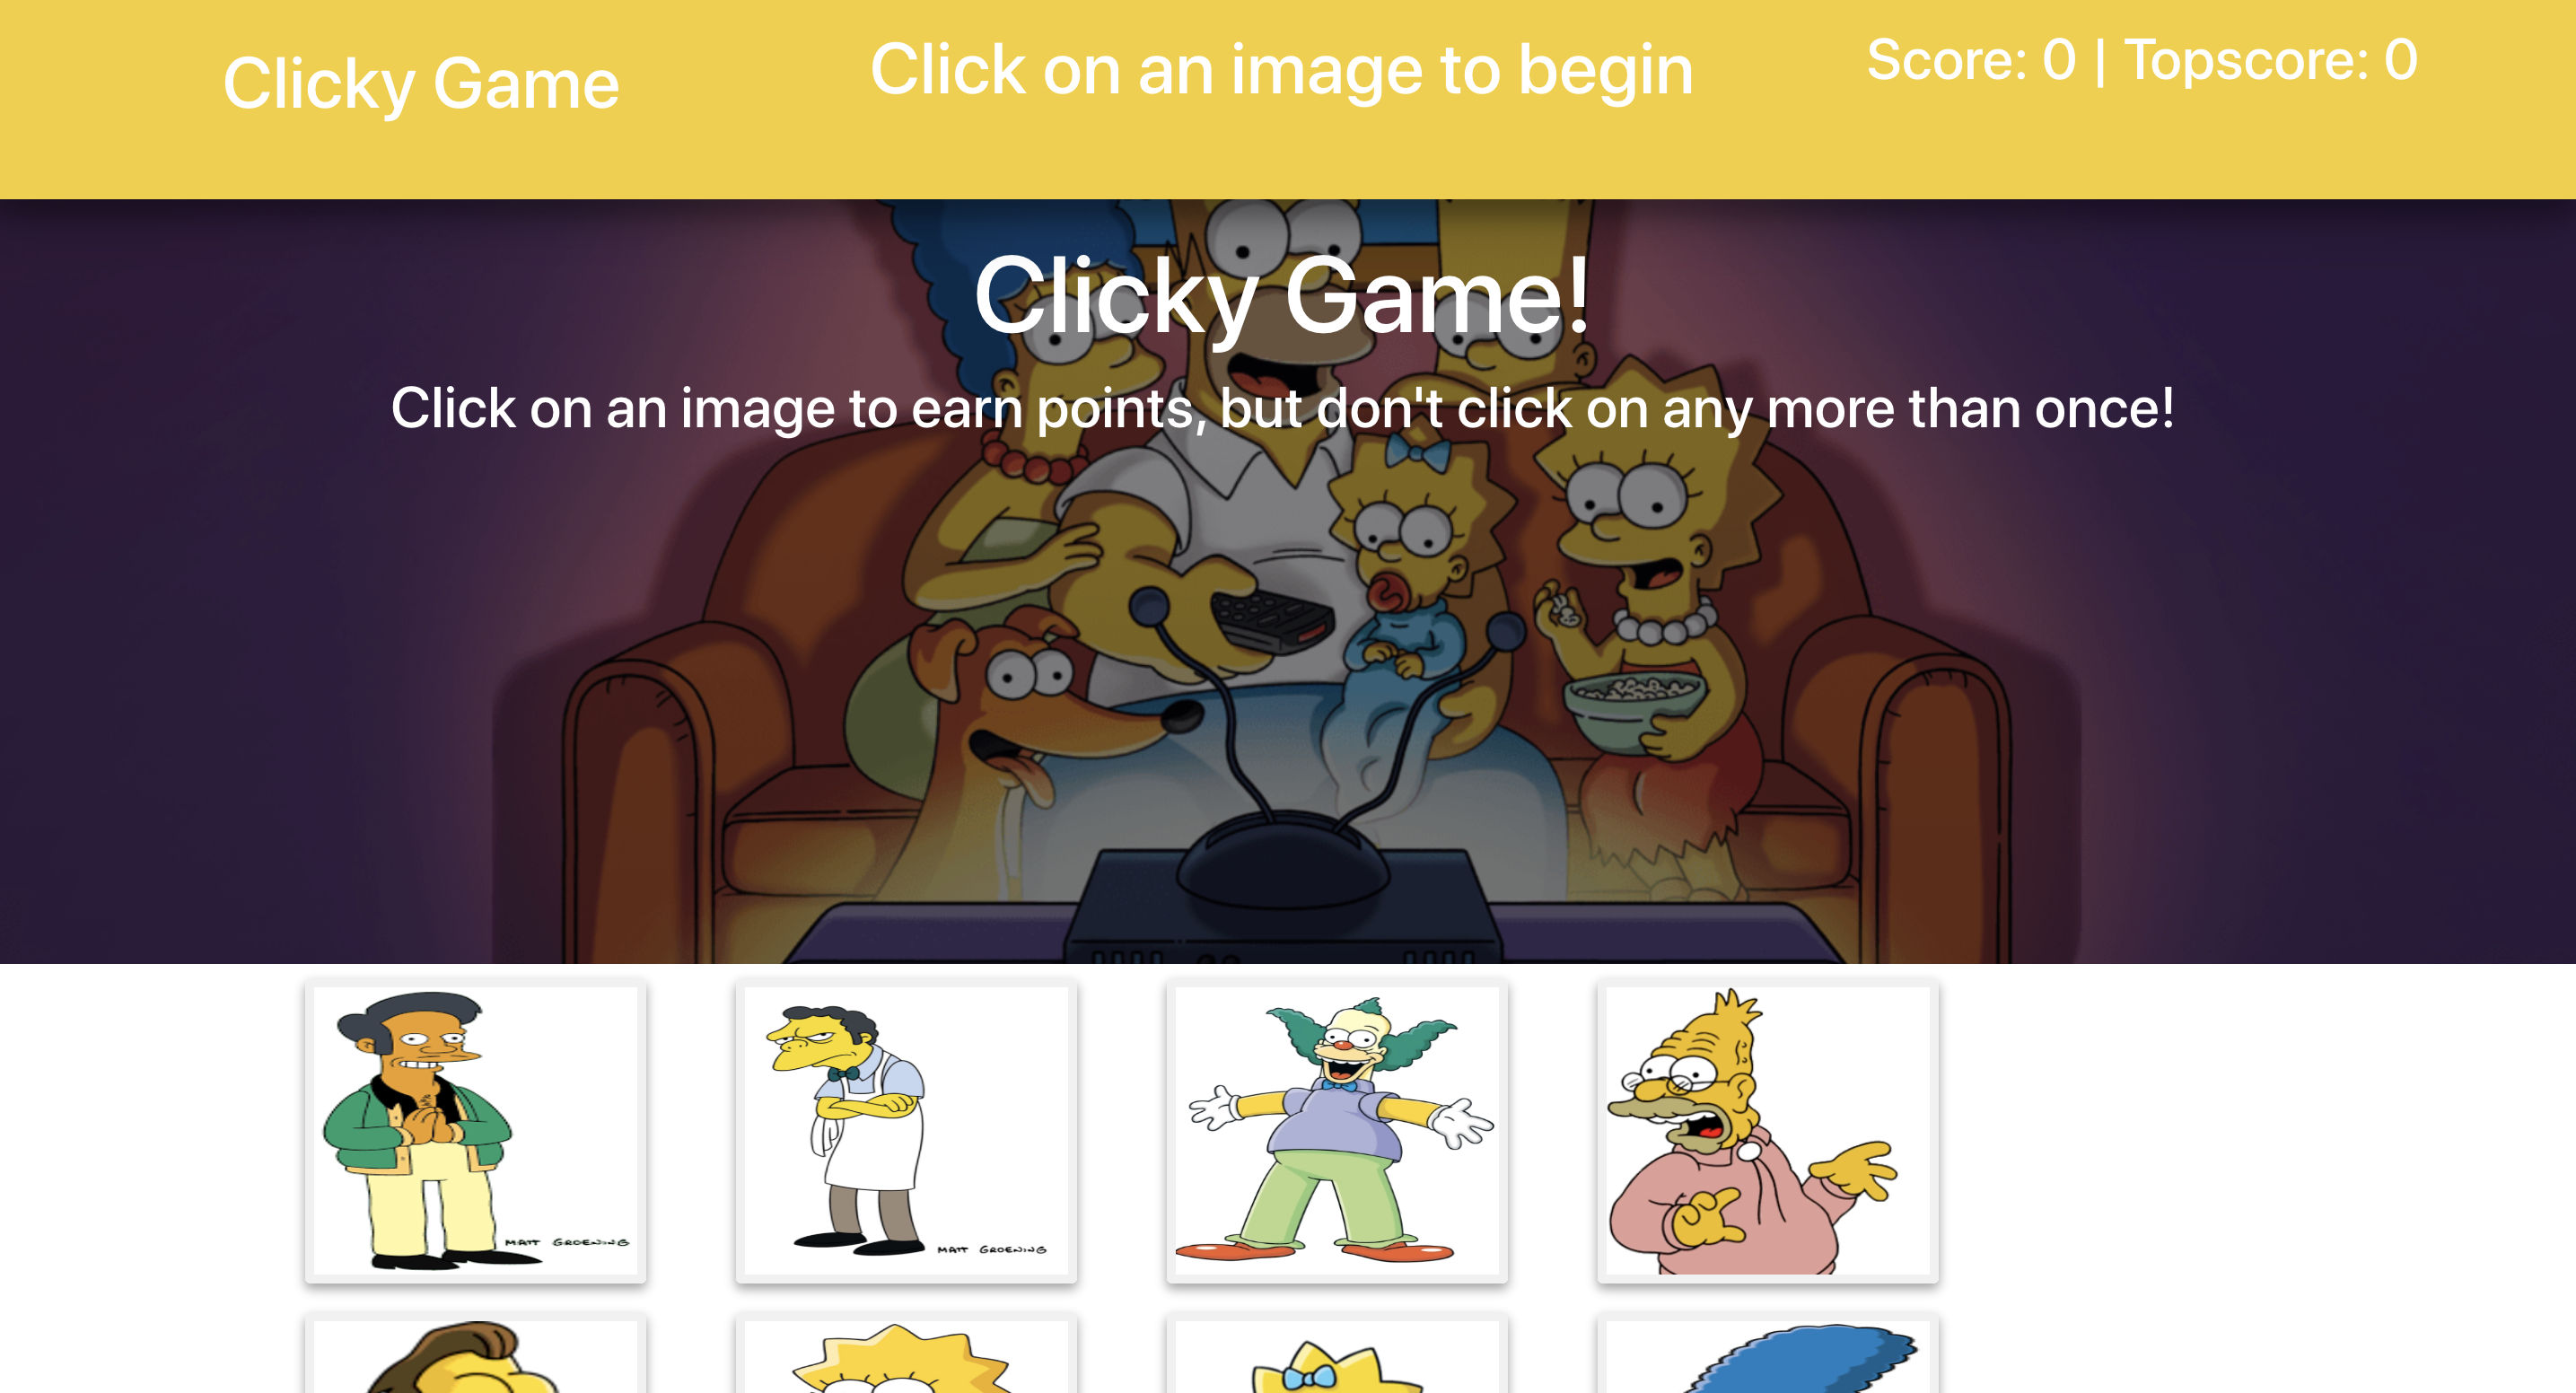 Clicky Game
Click on an image to begin
Score: 0 | Topscore: 0
Clicky Game!
Click on an image to earn points, but don't click on any more than once!
MATT GROENING
MATT GROENING